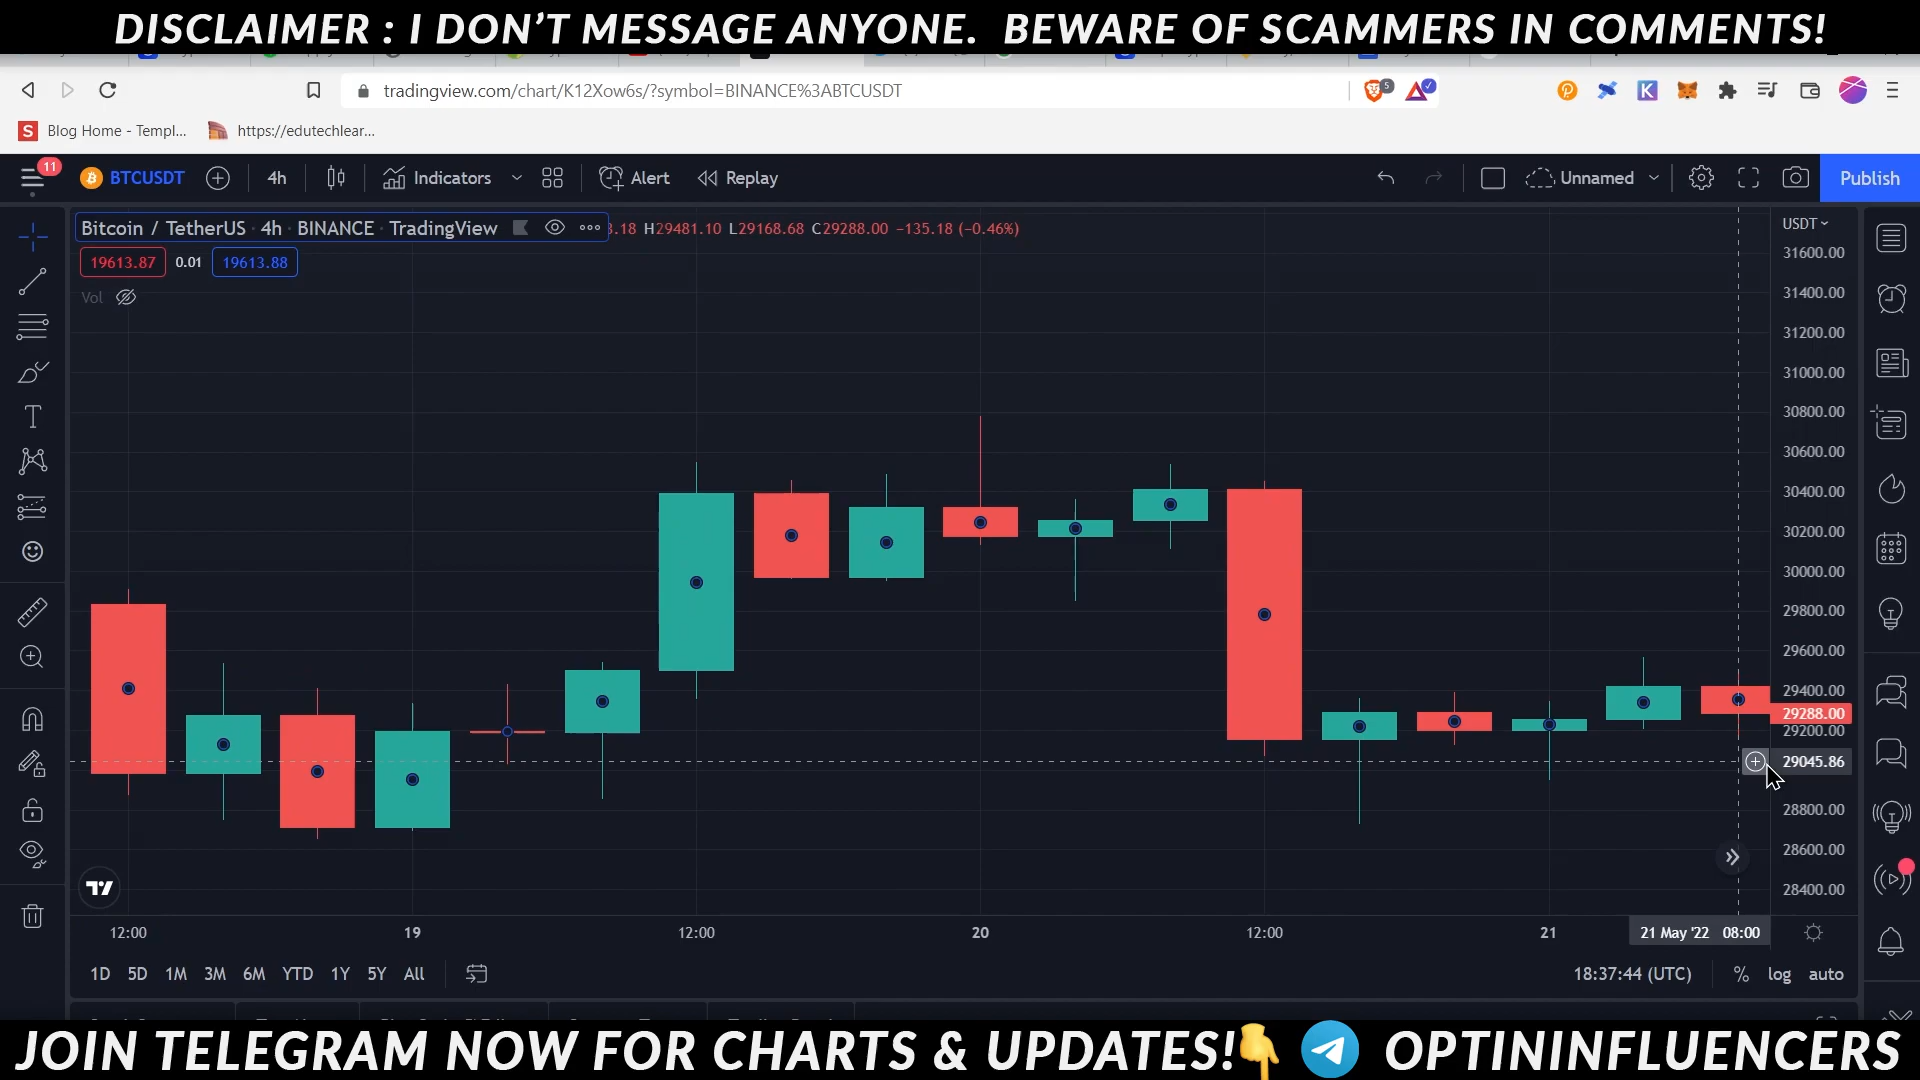 DISCLAIMER : I DON'T MESSAGE ANYONE. BEWARE OF SCAMMERS IN COMMENTS!
tradingview.com/chart/K12Xow6s/?symbol=BINANCE%3ABTCUSDT
5
Blog Home - Templ...
https://edutechlear...
11
BTCUSDT
4h
Indicators
Alert
Replay
Unnamed
Publish
Bitcoin / TetherUS · 4h · BINANCE · TradingView
3.18 H29481.10 L29168.68 C29288.00 −135.18 (−0.46%)
USDT
19613.87
0.01
19613.88
Vol
31600.00
31400.00
31200.00
31000.00
30800.00
30600.00
30400.00
30200.00
30000.00
29800.00
29600.00
29400.00
29288.00
29200.00
29045.86
28800.00
28600.00
28400.00
12:00
19
12:00
20
12:00
21
21 May '22 08:00
1D 5D 1M 3M 6M YTD 1Y 5Y All
18:37:44 (UTC)
% log auto
JOIN TELEGRAM NOW FOR CHARTS & UPDATES!👇 OPTININFLUENCERS